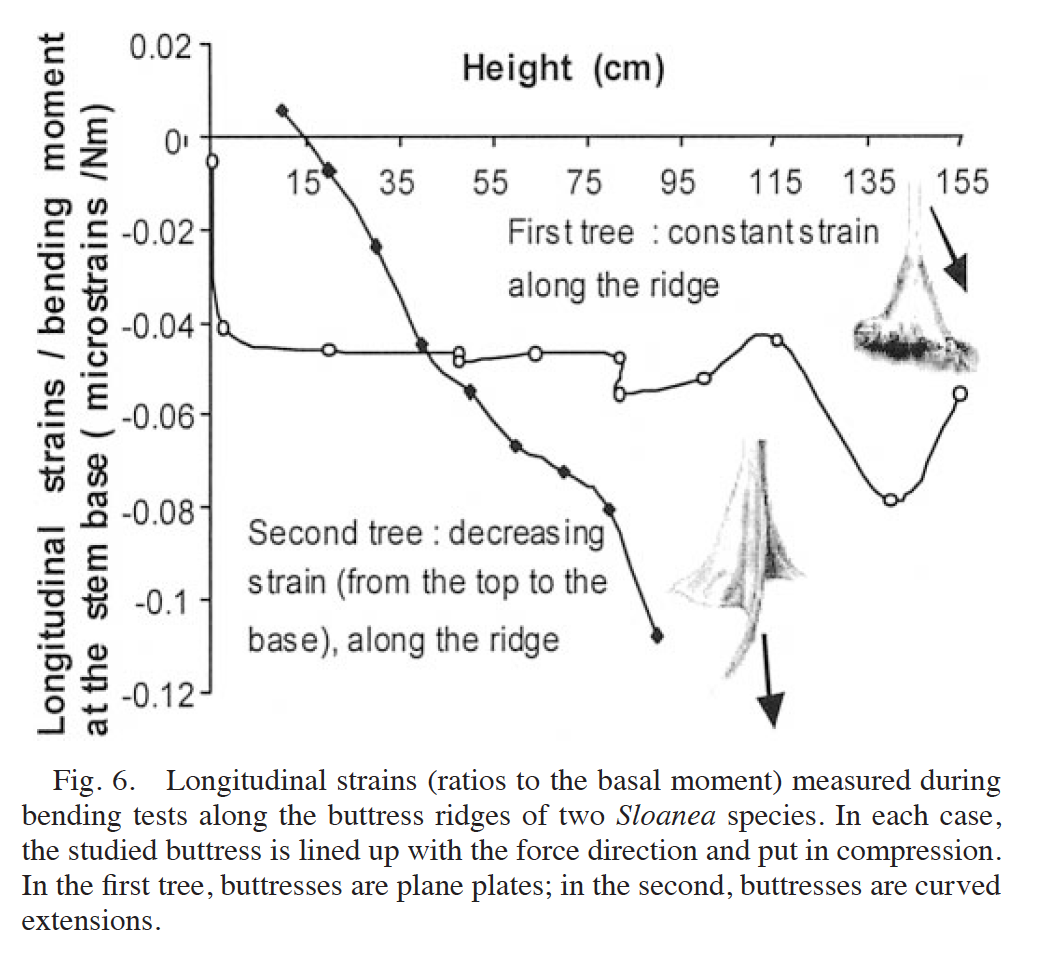 Longitudinal strains / bending moment
at the stem base ( microstrains /Nm)
0.02
0
-0.02
-0.04
-0.06
-0.08
-0.1
-0.12
Height (cm)
15 35 55 75 95 115 135 155
First tree : constant strain
along the ridge
Second tree : decreasing
strain (from the top to the
base), along the ridge
Fig. 6. Longitudinal strains (ratios to the basal moment) measured during
bending tests along the buttress ridges of two Sloanea species. In each case,
the studied buttress is lined up with the force direction and put in compression.
In the first tree, buttresses are plane plates; in the second, buttresses are curved
extensions.